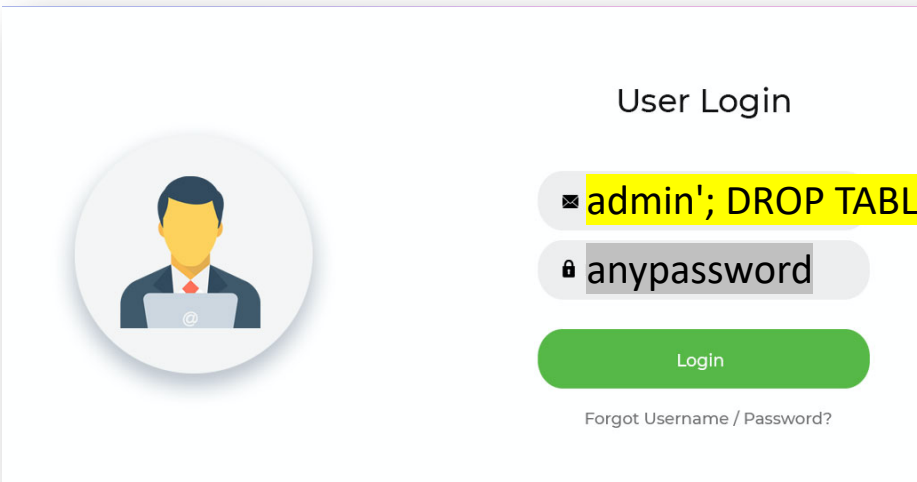 User Login
admin'; DROP TABL
anypassword
@
Login
Forgot Username / Password?